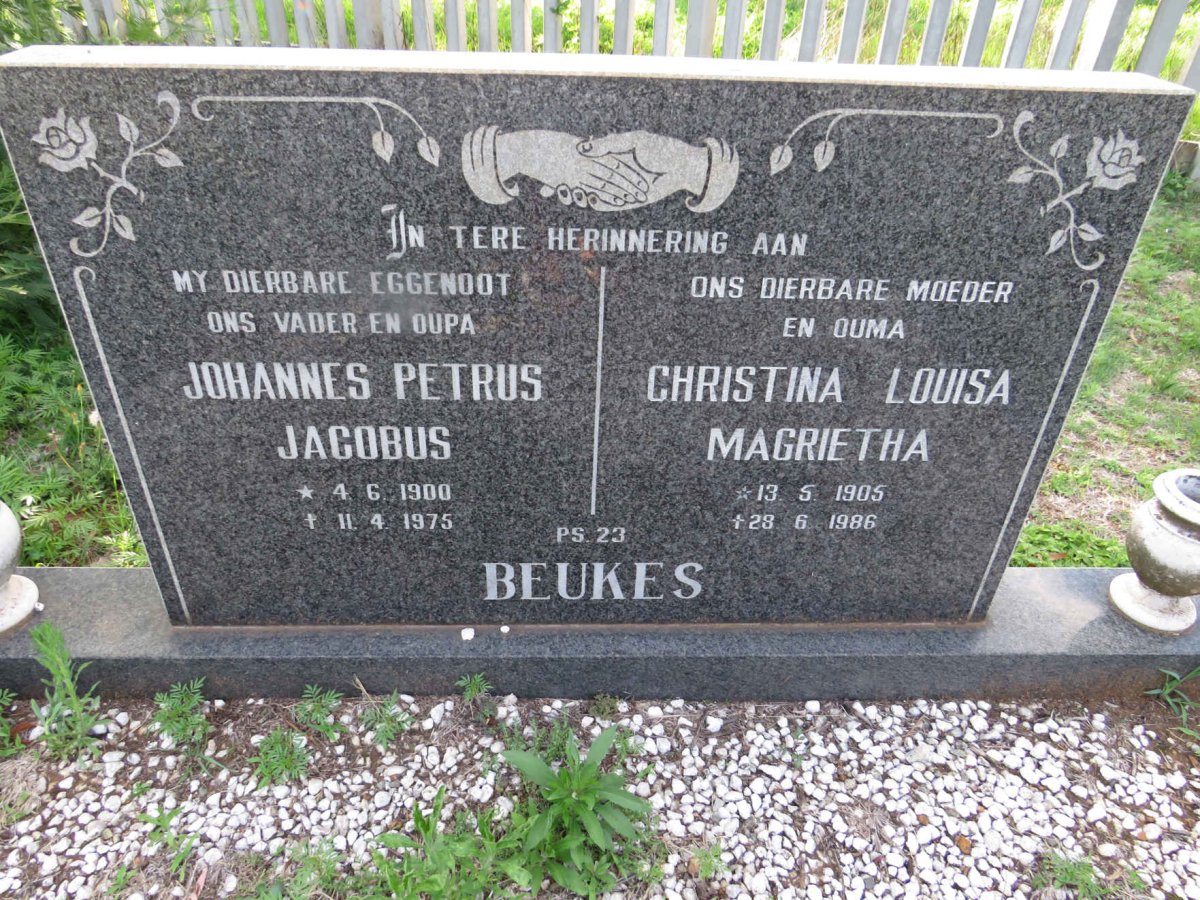 IN TERE HERINNERING AAN
MY DIERBARE EGGENOOT
ONS VADER EN OUPA
JOHANNES PETRUS
JACOBUS
★ 4. 6. 1900
† 11. 4. 1975
ONS DIERBARE MOEDER
EN OUMA
CHRISTINA LOUISA
MAGRIETHA
☆ 13. 5. 1905
† 28. 6. 1986
PS. 23
BEUKES